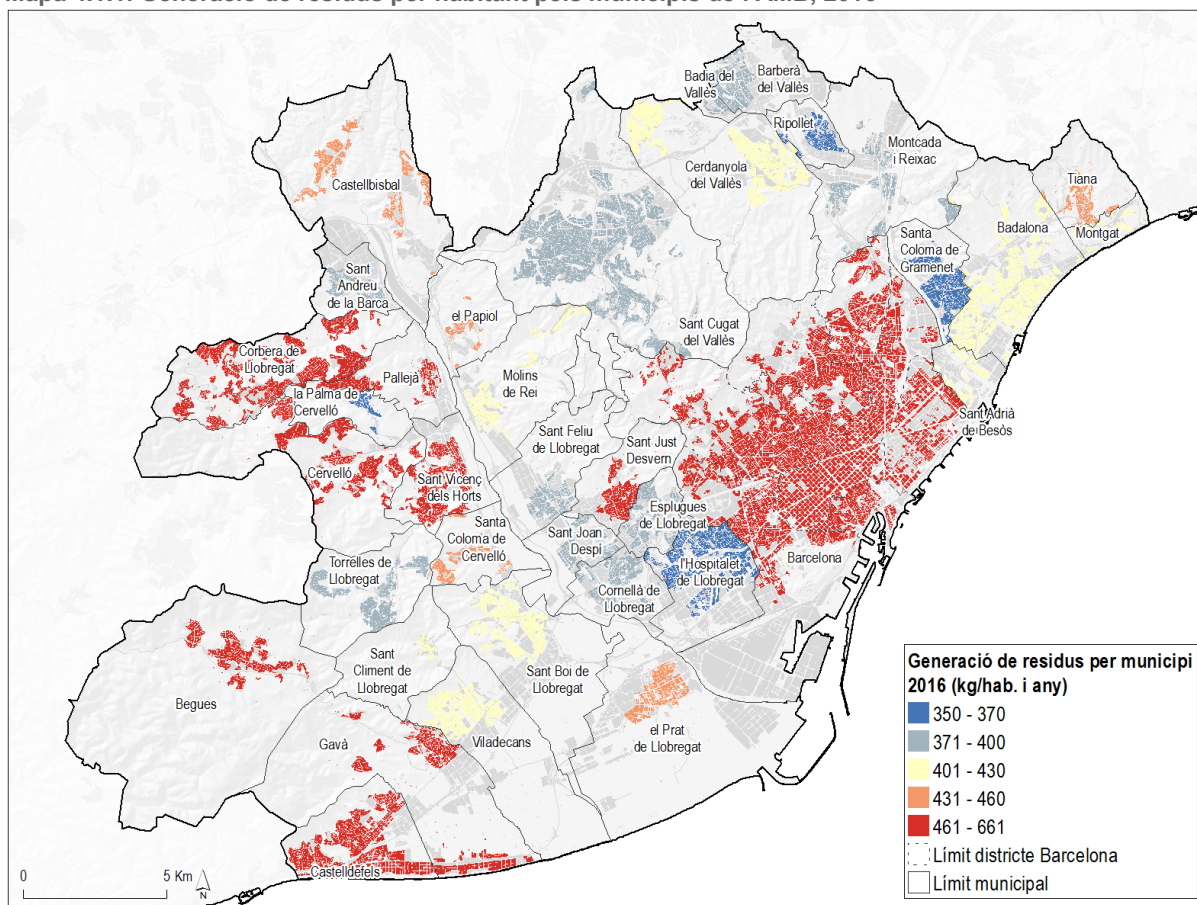 Badia del
Vallès
Barberà
del Vallès
Ripollet
Montcada
i Reixac
Cerdanyola
del Vallès
Castellbisbal
Tiana
Montgat
Badalona
Santa
Coloma de
Gramenet
Sant
Andreu
de la Barca
el Papiol
Sant Cugat
del Vallès
Corbera de
Llobregat
Pallejà
Molins
de Rei
la Palma de
Cervelló
Sant Adrià
de Besòs
Sant Feliu
de Llobregat
Sant Just
Desvern
Cervelló
Sant Vicenç
dels Horts
Esplugues
de Llobregat
Santa
Coloma de
Cervelló
Sant Joan
Despí
Barcelona
l'Hospitalet
de Llobregat
Torrelles de
Llobregat
Cornellà de
Llobregat
Sant
Climent de
Llobregat
Sant Boi de
Llobregat
Begues
el Prat
de Llobregat
Gavà
Viladecans
Castelldefels
0 5 Km
N
Generació de residus per municipi
2016 (kg/hab. i any)
350 - 370
371 - 400
401 - 430
431 - 460
461 - 661
Límit districte Barcelona
Límit municipal